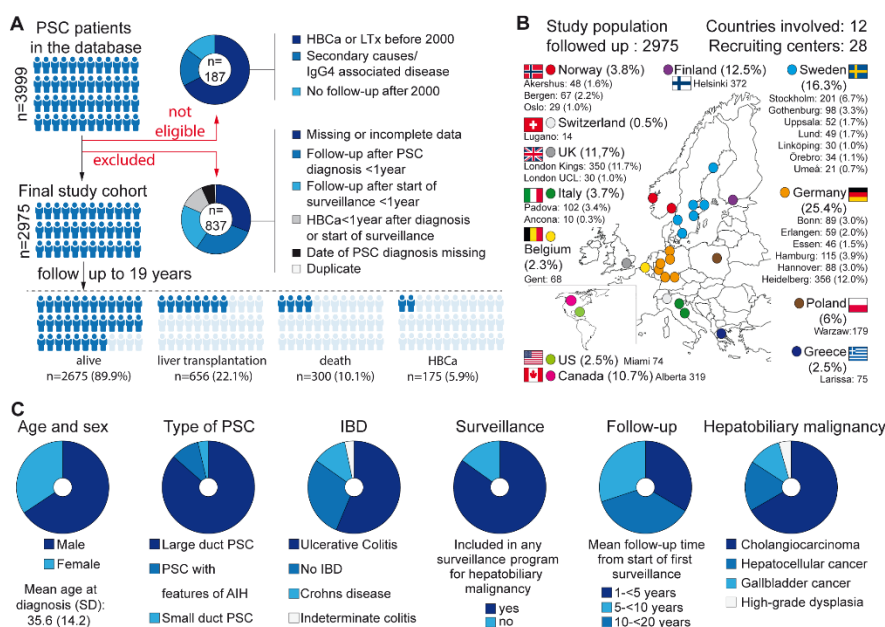 A
PSC patients
in the database
n=3999
n=
187
HBCa or LTx before 2000
Secondary causes/
IgG4 associated disease
No follow-up after 2000
not
eligible
excluded
Final study cohort
n=2975
n=
837
Missing or incomplete data
Follow-up after PSC
diagnosis <1year
Follow-up after start of
surveillance <1year
HBCa<1year after diagnosis
or start of surveillance
Date of PSC diagnosis missing
Duplicate
follow up to 19 years
alive
n=2675 (89.9%)
liver transplantation
n=656 (22.1%)
death
n=300 (10.1%)
HBCa
n=175 (5.9%)
B
Study population
followed up : 2975
Countries involved: 12
Recruiting centers: 28
Norway (3.8%)
Akershus: 48 (1.6%)
Bergen: 67 (2.2%)
Oslo: 29 (1.0%)
Finland (12.5%)
Helsinki 372
Sweden
(16.3%)
Stockholm: 201 (6.7%)
Gothenburg: 98 (3.3%)
Uppsala: 52 (1.7%)
Lund: 49 (1.7%)
Linköping: 30 (1.0%)
Örebro: 34 (1.1%)
Umeà: 21 (0.7%)
Switzerland (0.5%)
Lugano: 14
UK (11,7%)
London Kings: 350 (11.7%)
London UCL: 30 (1.0%)
Italy (3.7%)
Padova: 102 (3.4%)
Ancona: 10 (0.3%)
Belgium
(2.3%)
Gent: 68
Germany
(25.4%)
Bonn: 89 (3.0%)
Erlangen: 59 (2.0%)
Essen: 46 (1.5%)
Hamburg: 115 (3.9%)
Hannover: 88 (3.0%)
Heidelberg: 356 (12.0%)
Poland
(6%)
Warzaw:179
US (2.5%) Miami 74
Canada (10.7%) Alberta 319
Greece
(2.5%)
Larissa: 75
C
Age and sex
Male
Female
Mean age at
diagnosis (SD):
35.6 (14.2)
Type of PSC
Large duct PSC
PSC with
features of AIH
Small duct PSC
IBD
Ulcerative Colitis
No IBD
Crohns disease
Indeterminate colitis
Surveillance
Included in any
surveillance program
for hepatobiliary
malignancy
yes
no
Follow-up
Mean follow-up time
from start of first
surveillance
1-<5 years
5-<10 years
10-<20 years
Hepatobiliary malignancy
Cholangiocarcinoma
Hepatocellular cancer
Gallbladder cancer
High-grade dysplasia